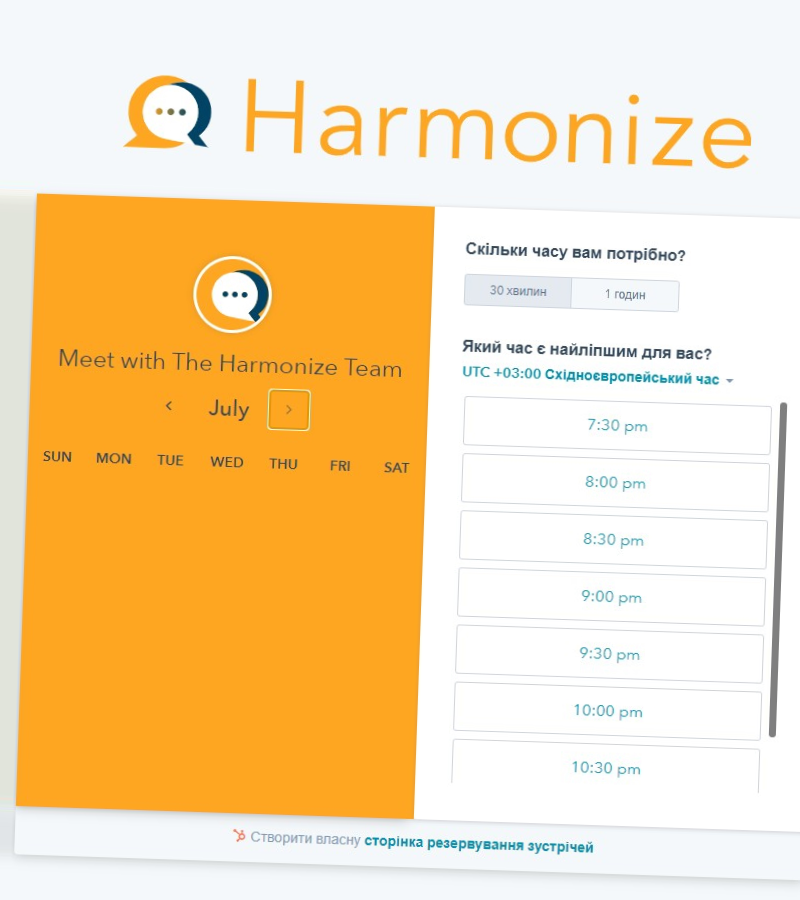 Harmonize
Meet with The Harmonize Team
July
SUN MON TUE WED THU FRI SAT
Скільки часу вам потрібно?
30 хвилин 1 годин
Який час є найліпшим для вас?
UTC +03:00 Східноєвропейський час
7:30 pm
8:00 pm
8:30 pm
9:00 pm
9:30 pm
10:00 pm
10:30 pm
Створити власну сторінка резервування зустрічей